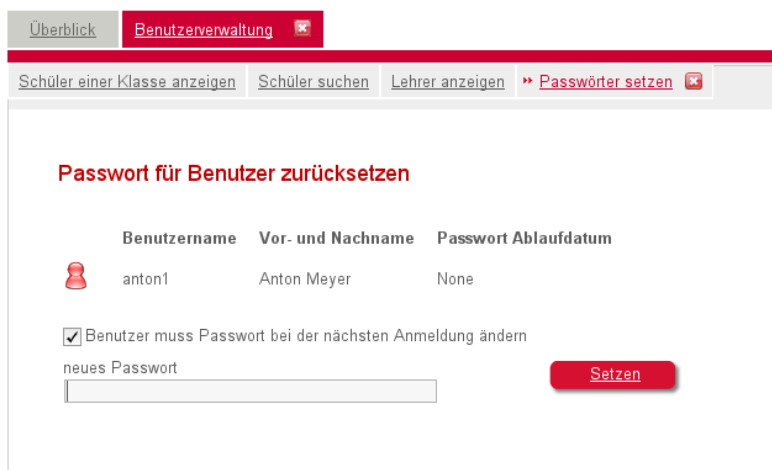 Überblick Benutzerverwaltung
Schüler einer Klasse anzeigen Schüler suchen Lehrer anzeigen Passwörter setzen
Passwort für Benutzer zurücksetzen
Benutzername Vor- und Nachname Passwort Ablaufdatum
anton1 Anton Meyer None
Benutzer muss Passwort bei der nächsten Anmeldung ändern
neues Passwort
Setzen